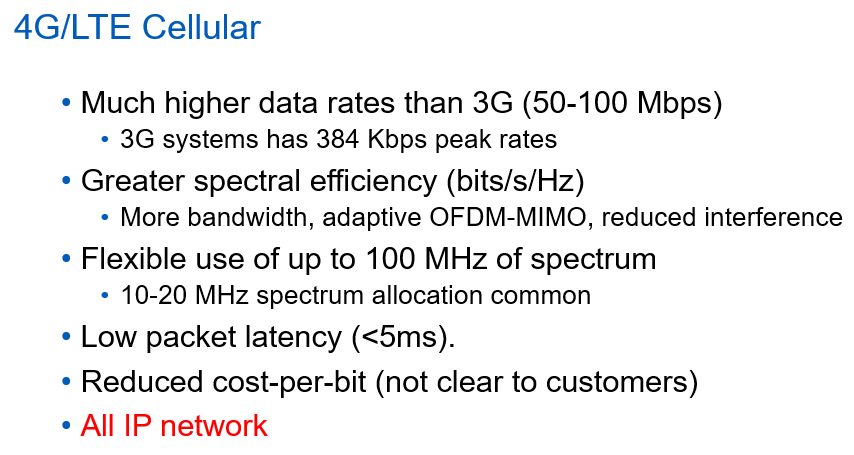 4G/LTE Cellular
• Much higher data rates than 3G (50-100 Mbps)
• 3G systems has 384 Kbps peak rates
• Greater spectral efficiency (bits/s/Hz)
• More bandwidth, adaptive OFDM-MIMO, reduced interference
• Flexible use of up to 100 MHz of spectrum
• 10-20 MHz spectrum allocation common
• Low packet latency (<5ms).
• Reduced cost-per-bit (not clear to customers)
• All IP network